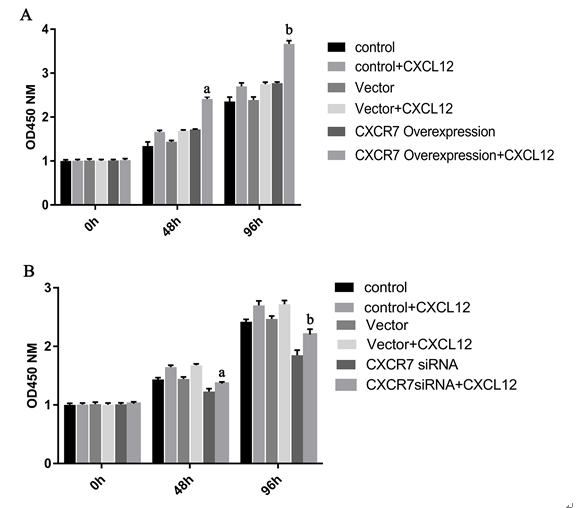 A
OD450 NM
4
3
2
1
0
a
b
0h
48h
96h
control
control+CXCL12
Vector
Vector+CXCL12
CXCR7 Overexpression
CXCR7 Overexpression+CXCL12
B
OD450 NM
3
2
1
0
a
b
0h
48h
96h
control
control+CXCL12
Vector
Vector+CXCL12
CXCR7 siRNA
CXCR7siRNA+CXCL12